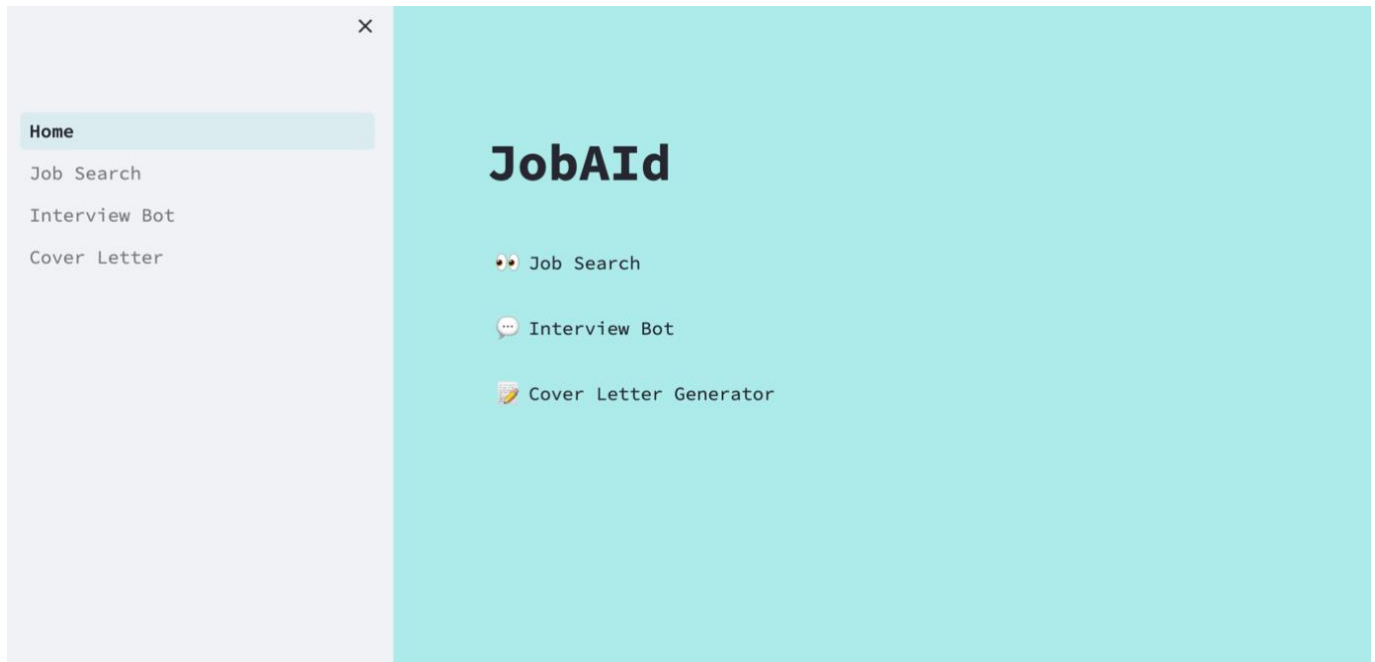 Home
Job Search
Interview Bot
Cover Letter
JobAId
👀 Job Search
💬 Interview Bot
📝 Cover Letter Generator